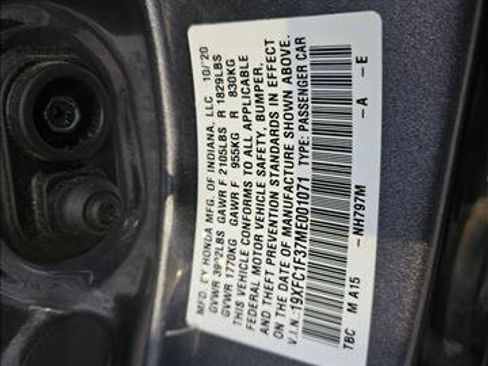 MFD. BY HONDA MFG. OF INDIANA, LLC 10/20
GVWR 3902LBS GAWR F 2105LBS R 1829LBS
GVWR 1770KG GAWR F 955KG R 830KG
THIS VEHICLE CONFORMS TO ALL APPLICABLE
FEDERAL MOTOR VEHICLE SAFETY, BUMPER,
AND THEFT PREVENTION STANDARDS IN EFFECT
ON THE DATE OF MANUFACTURE SHOWN ABOVE.
V.I.N.: 19XFC1F37ME001071 TYPE: PASSENGER CAR
-NH797M -A -E
TBC M A15